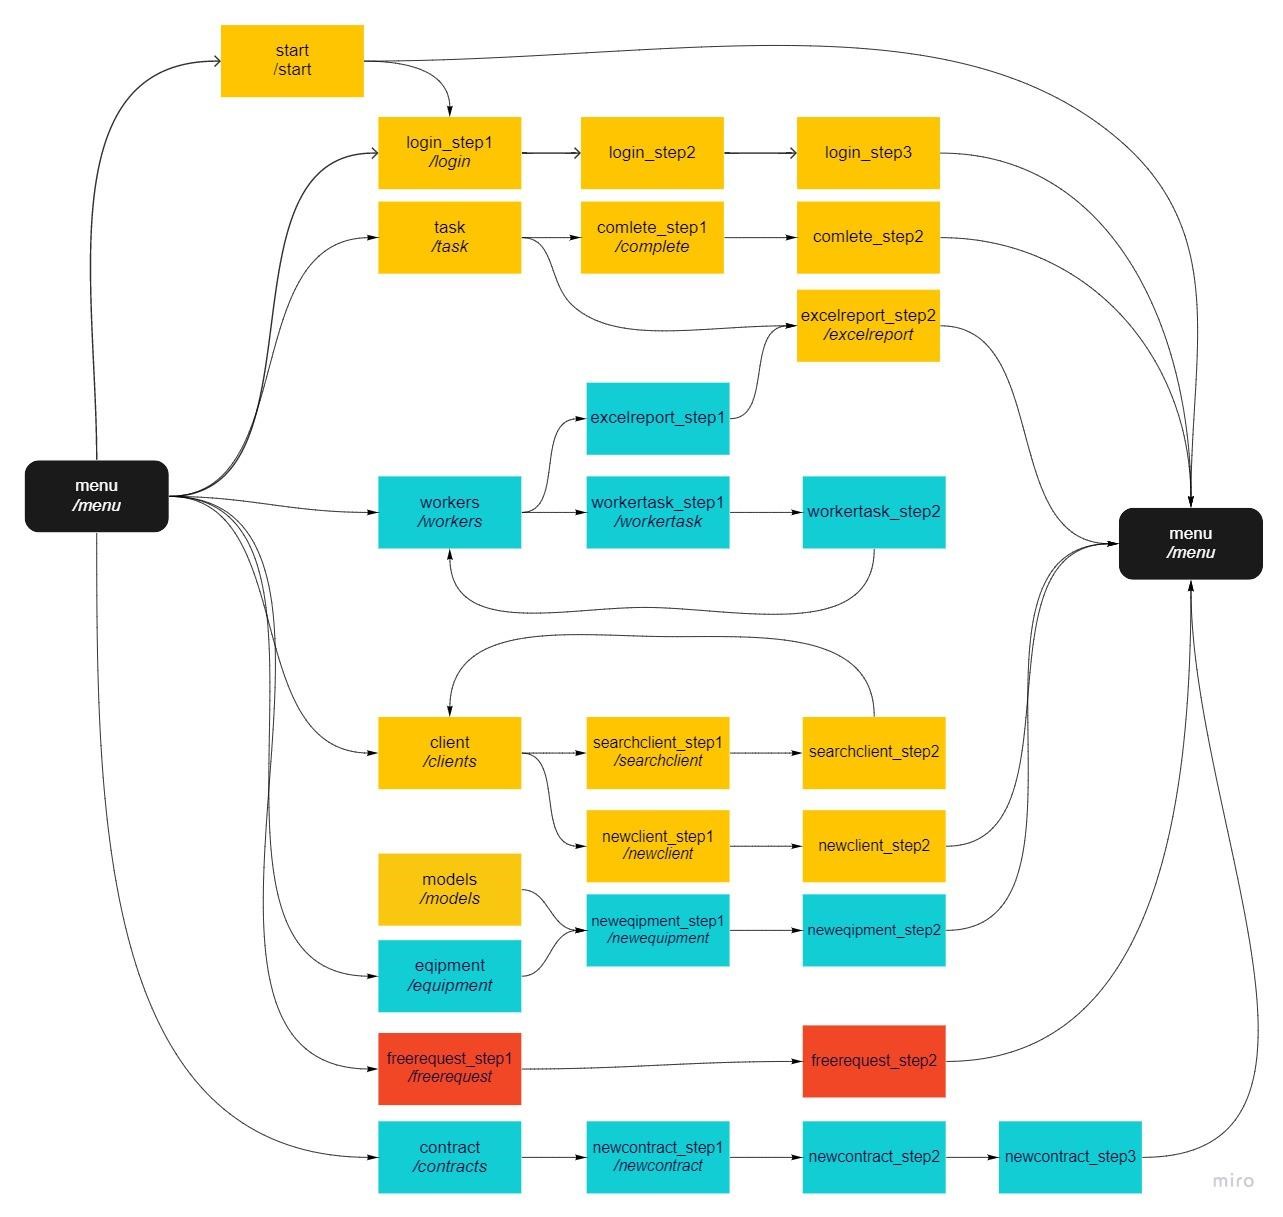 start
/start
login_step1
/login
login_step2
login_step3
task
/task
comlete_step1
/complete
comlete_step2
excelreport_step2
/excelreport
excelreport_step1
menu
/menu
workers
/workers
workertask_step1
/workertask
workertask_step2
menu
/menu
client
/clients
searchclient_step1
/searchclient
searchclient_step2
newclient_step1
/newclient
newclient_step2
models
/models
neweqipment_step1
/newequipment
neweqipment_step2
eqipment
/equipment
freerequest_step1
/freerequest
freerequest_step2
contract
/contracts
newcontract_step1
/newcontract
newcontract_step2
newcontract_step3
miro